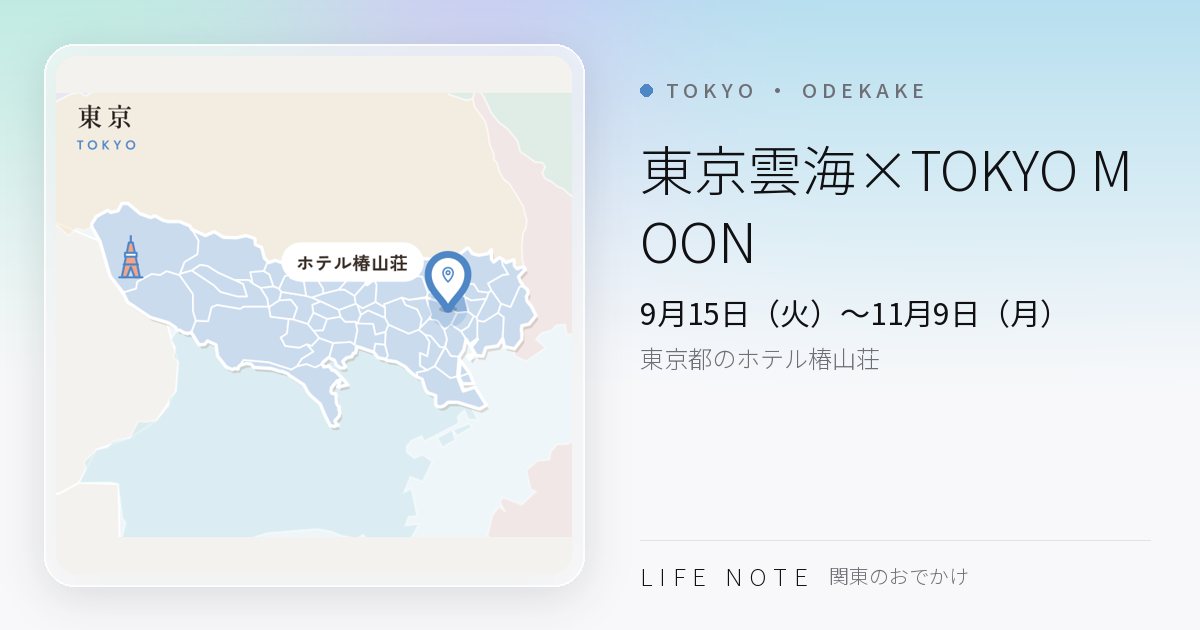 東京
TOKYO
ホテル椿山荘
TOKYO • ODEKAKE
東京雲海×TOKYO M
OON
9月15日（火）〜11月9日（月）
東京都のホテル椿山荘
LIFE NOTE 関東のおでかけ